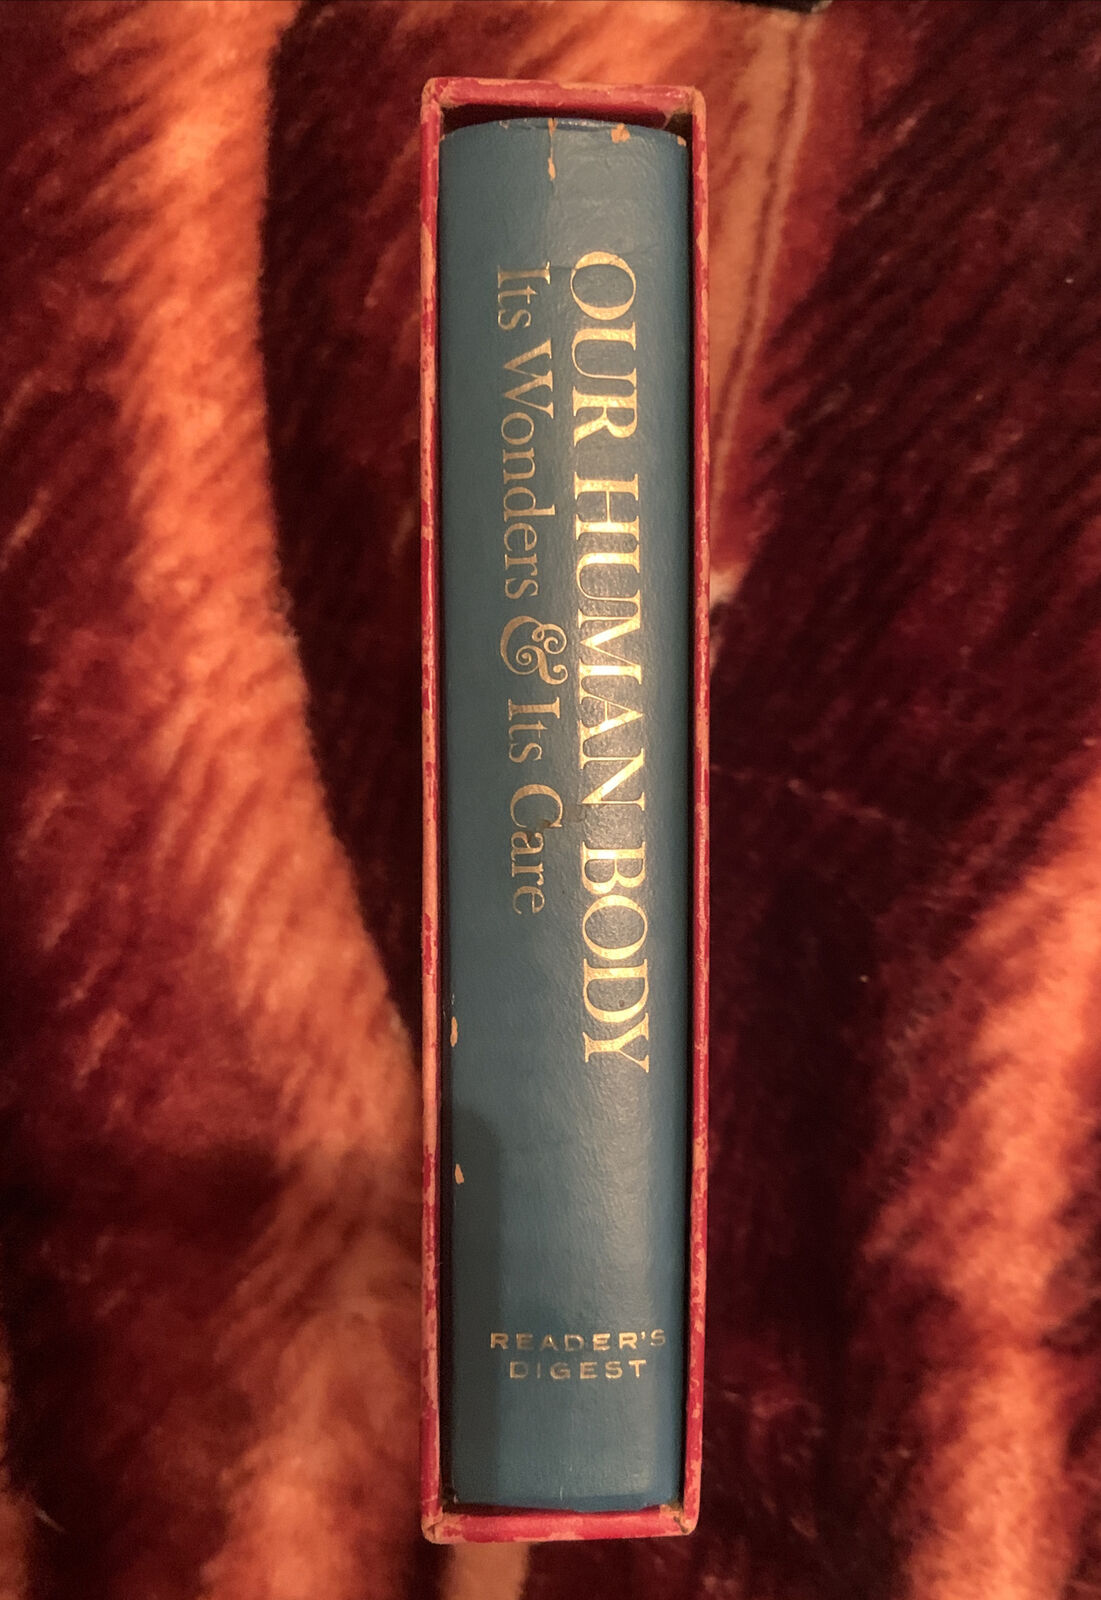 OUR HUMAN BODY
Its Wonders & Its Care
READER'S
DIGEST